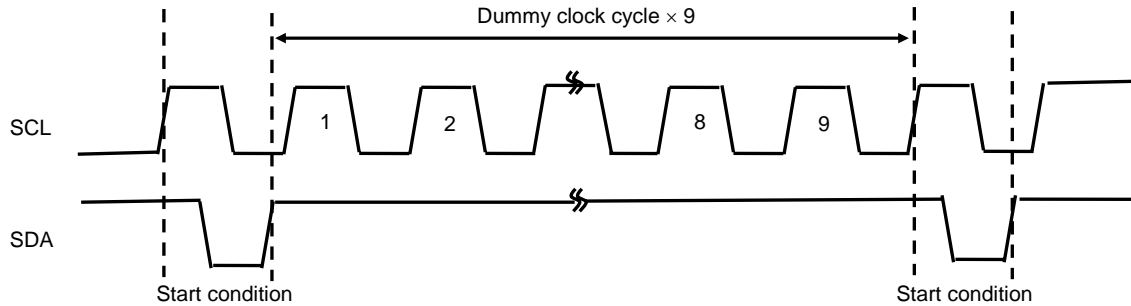 Dummy clock cycle × 9
SCL
1
2
8
9
SDA
Start condition
Start condition